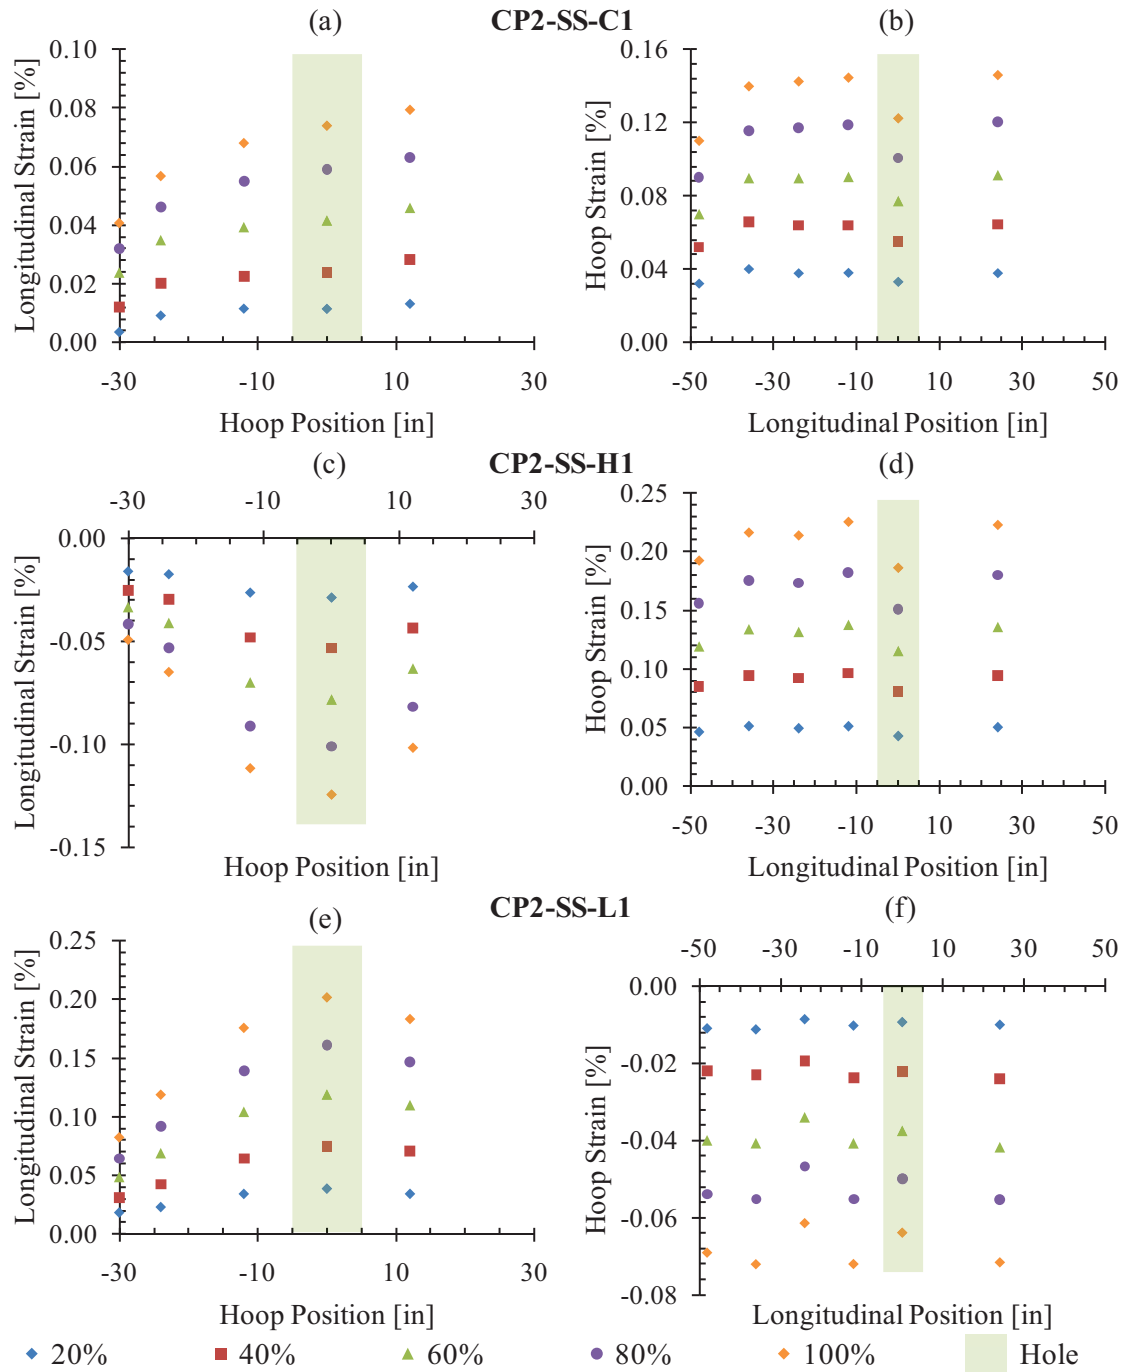 CP2-SS-C1
(a)
(b)
Longitudinal Strain [%]
0.10
0.08
0.06
0.04
0.02
0.00
-30
-10
10
30
Hoop Position [in]
Hoop Strain [%]
0.16
0.12
0.08
0.04
0.00
-50
-30
-10
10
30
50
Longitudinal Position [in]
CP2-SS-H1
(c)
(d)
-30
-10
10
30
Longitudinal Strain [%]
0.00
-0.05
-0.10
-0.15
Hoop Position [in]
Hoop Strain [%]
0.25
0.20
0.15
0.10
0.05
0.00
-50
-30
-10
10
30
50
Longitudinal Position [in]
CP2-SS-L1
(e)
(f)
Longitudinal Strain [%]
0.25
0.20
0.15
0.10
0.05
0.00
-30
-10
10
30
Hoop Position [in]
-50
-30
-10
10
30
50
Hoop Strain [%]
0.00
-0.02
-0.04
-0.06
-0.08
Longitudinal Position [in]
20% 40% 60% 80% 100% Hole